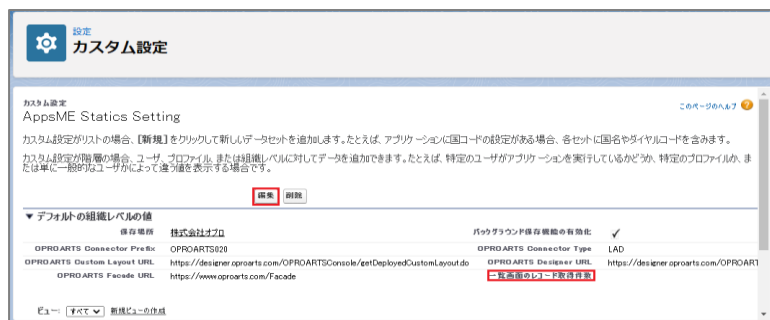 設定
カスタム設定
カスタム設定
AppsME Statics Setting
このページのヘルプ
カスタム設定がリストの場合、[新規]をクリックして新しいデータセットを追加します。たとえば、アプリケーションに国コードの設定がある場合、各セットに国名やダイヤルコードを含みます。
カスタム設定が階層の場合、ユーザ、プロファイル、または組織レベルに対してデータを追加できます。たとえば、特定のユーザがアプリケーションを実行しているかどうか、特定のプロファイルか、ま
たは単に一般的なユーザかによって違う値を表示する場合です。
編集 削除
▼ デフォルトの組織レベルの値
保存場所 株式会社オプロ バックグラウンド保存機能の有効化 ✓
OPROARTS Connector Prefix OPROARTS020 OPROARTS Connector Type LAD
OPROARTS Custom Layout URL https://designer.oproarts.com/OPROARTSConsole/getDeployedCustomLayout.do OPROARTS Designer URL https://designer.oproarts.com/OPROART
OPROARTS Facade URL https://www.oproarts.com/Facade 一覧画面のレコード取得件数
ビュー: すべて 新規ビューの作成